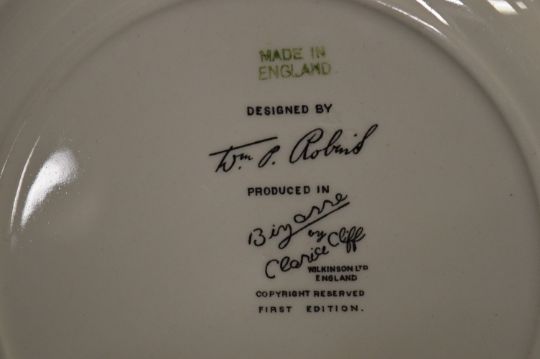 MADE IN
ENGLAND
DESIGNED BY
Wm P. Robins
PRODUCED IN
Bizarre
by
Clarice Cliff
WILKINSON LTD
ENGLAND
COPYRIGHT RESERVED
FIRST EDITION.